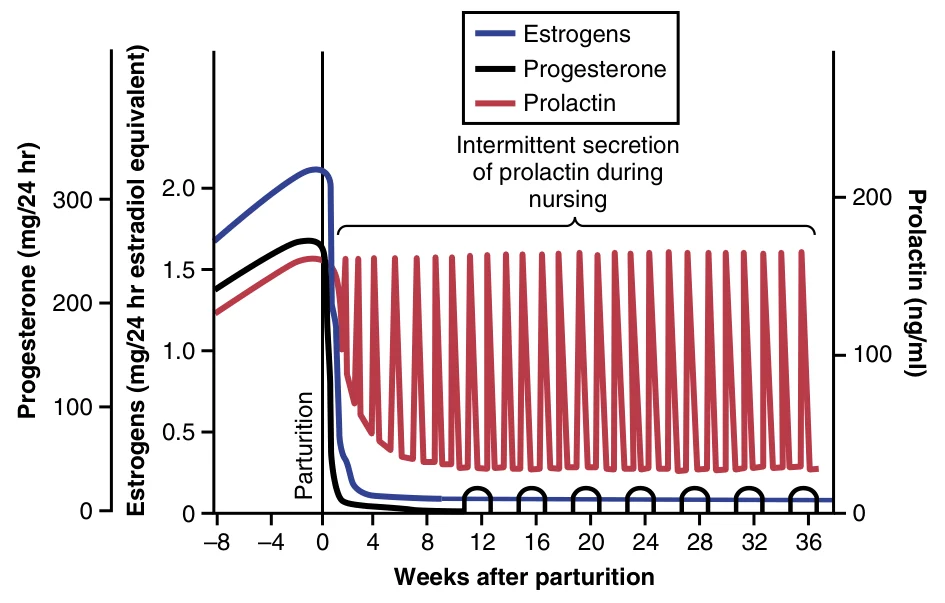 Estrogens
Progesterone
Prolactin
Intermittent secretion
of prolactin during
nursing
Progesterone (mg/24 hr)
300
200
100
0
Estrogens (mg/24 hr estradiol equivalent)
2.0
1.5
1.0
0.5
0
Parturition
200
100
0
Prolactin (ng/ml)
–8 –4 0 4 8 12 16 20 24 28 32 36
Weeks after parturition